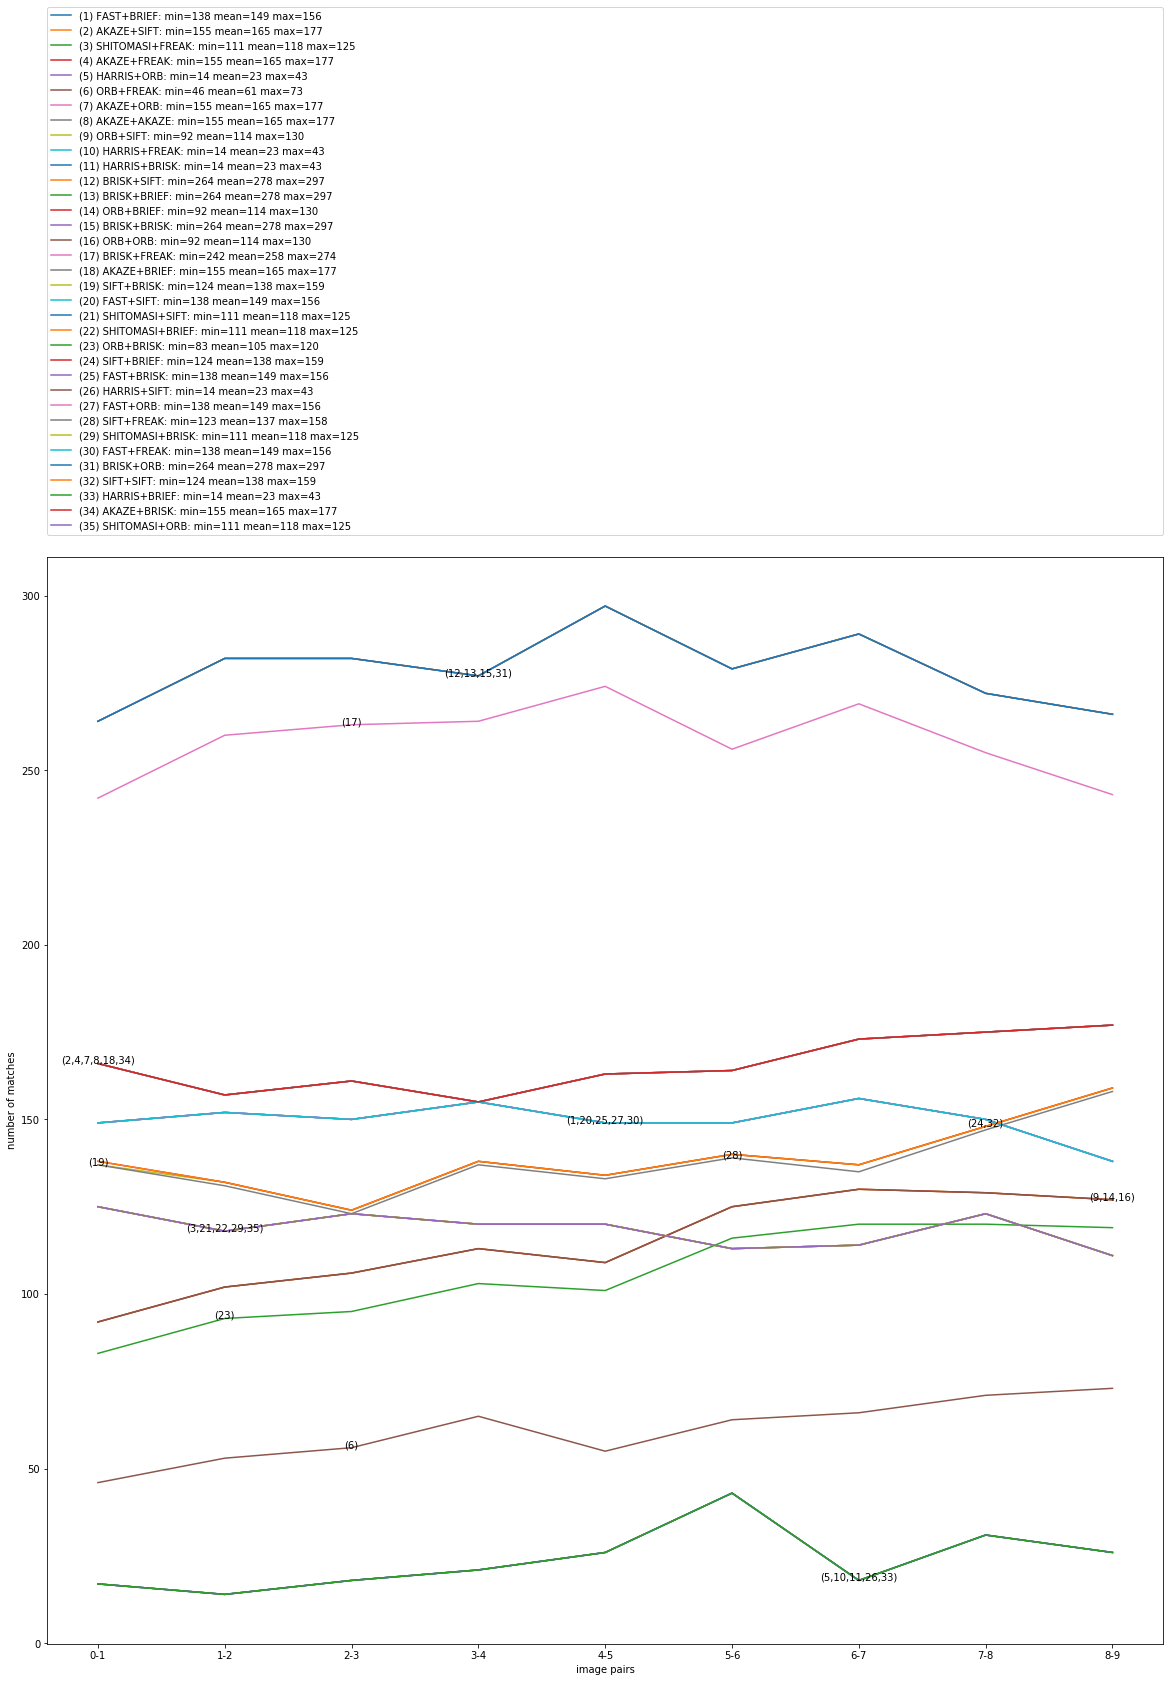 (1) FAST+BRIEF: min=138 mean=149 max=156
(2) AKAZE+SIFT: min=155 mean=165 max=177
(3) SHITOMASI+FREAK: min=111 mean=118 max=125
(4) AKAZE+FREAK: min=155 mean=165 max=177
(5) HARRIS+ORB: min=14 mean=23 max=43
(6) ORB+FREAK: min=46 mean=61 max=73
(7) AKAZE+ORB: min=155 mean=165 max=177
(8) AKAZE+AKAZE: min=155 mean=165 max=177
(9) ORB+SIFT: min=92 mean=114 max=130
(10) HARRIS+FREAK: min=14 mean=23 max=43
(11) HARRIS+BRISK: min=14 mean=23 max=43
(12) BRISK+SIFT: min=264 mean=278 max=297
(13) BRISK+BRIEF: min=264 mean=278 max=297
(14) ORB+BRIEF: min=92 mean=114 max=130
(15) BRISK+BRISK: min=264 mean=278 max=297
(16) ORB+ORB: min=92 mean=114 max=130
(17) BRISK+FREAK: min=242 mean=258 max=274
(18) AKAZE+BRIEF: min=155 mean=165 max=177
(19) SIFT+BRISK: min=124 mean=138 max=159
(20) FAST+SIFT: min=138 mean=149 max=156
(21) SHITOMASI+SIFT: min=111 mean=118 max=125
(22) SHITOMASI+BRIEF: min=111 mean=118 max=125
(23) ORB+BRISK: min=83 mean=105 max=120
(24) SIFT+BRIEF: min=124 mean=138 max=159
(25) FAST+BRISK: min=138 mean=149 max=156
(26) HARRIS+SIFT: min=14 mean=23 max=43
(27) FAST+ORB: min=138 mean=149 max=156
(28) SIFT+FREAK: min=123 mean=137 max=158
(29) SHITOMASI+BRISK: min=111 mean=118 max=125
(30) FAST+FREAK: min=138 mean=149 max=156
(31) BRISK+ORB: min=264 mean=278 max=297
(32) SIFT+SIFT: min=124 mean=138 max=159
(33) HARRIS+BRIEF: min=14 mean=23 max=43
(34) AKAZE+BRISK: min=155 mean=165 max=177
(35) SHITOMASI+ORB: min=111 mean=118 max=125
300
(12,13,15,31)
(17)
250
200
number of matches
(2,4,7,8,18,34)
150
(1,20,25,27,30)
(24,32)
(19)
(28)
(9,14,16)
(3,21,22,29,35)
100
(23)
(6)
50
(5,10,11,26,33)
0
0-1 1-2 2-3 3-4 4-5 5-6 6-7 7-8 8-9
image pairs